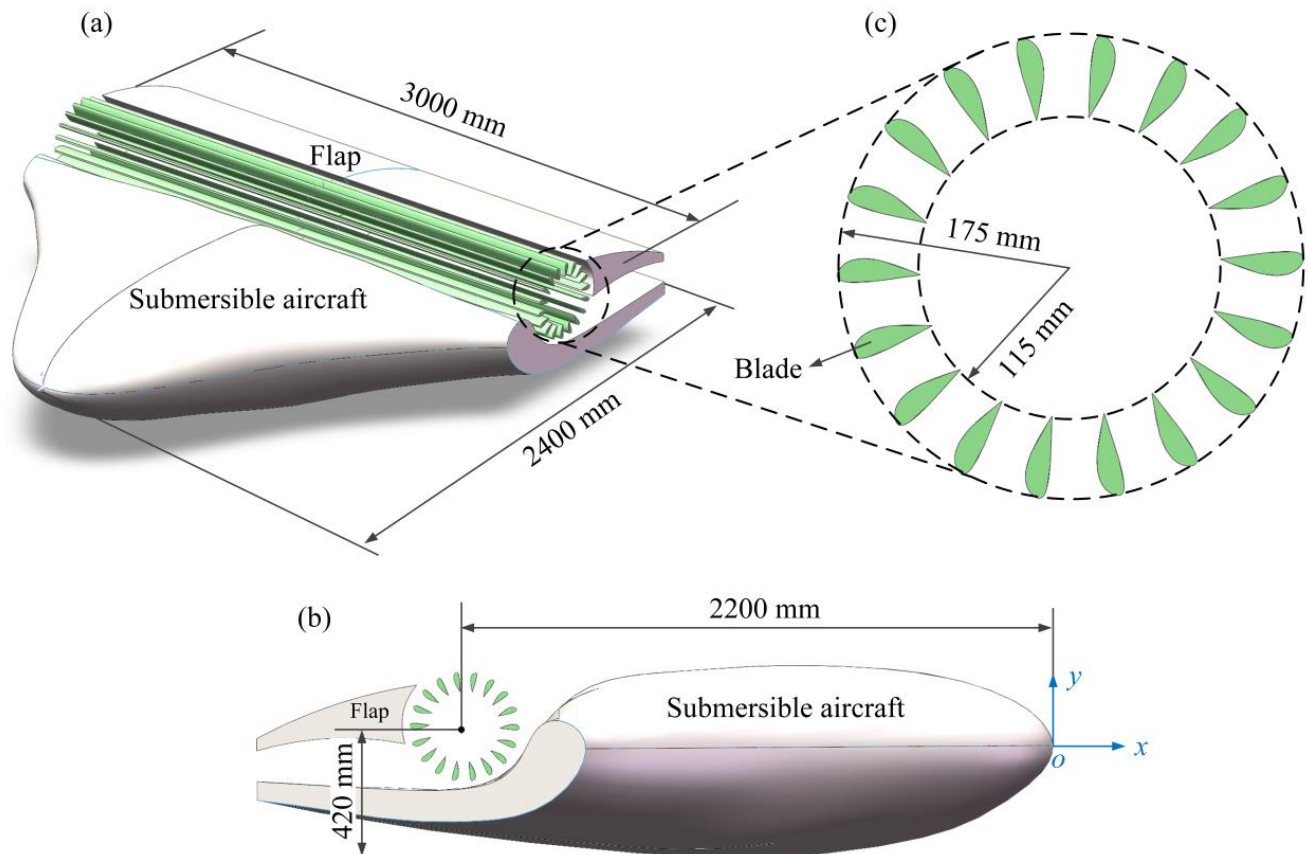 (a)
(c)
3000 mm
Flap
175 mm
Submersible aircraft
115 mm
Blade
2400 mm
(b)
2200 mm
y
Submersible aircraft
Flap
x
o
420 mm